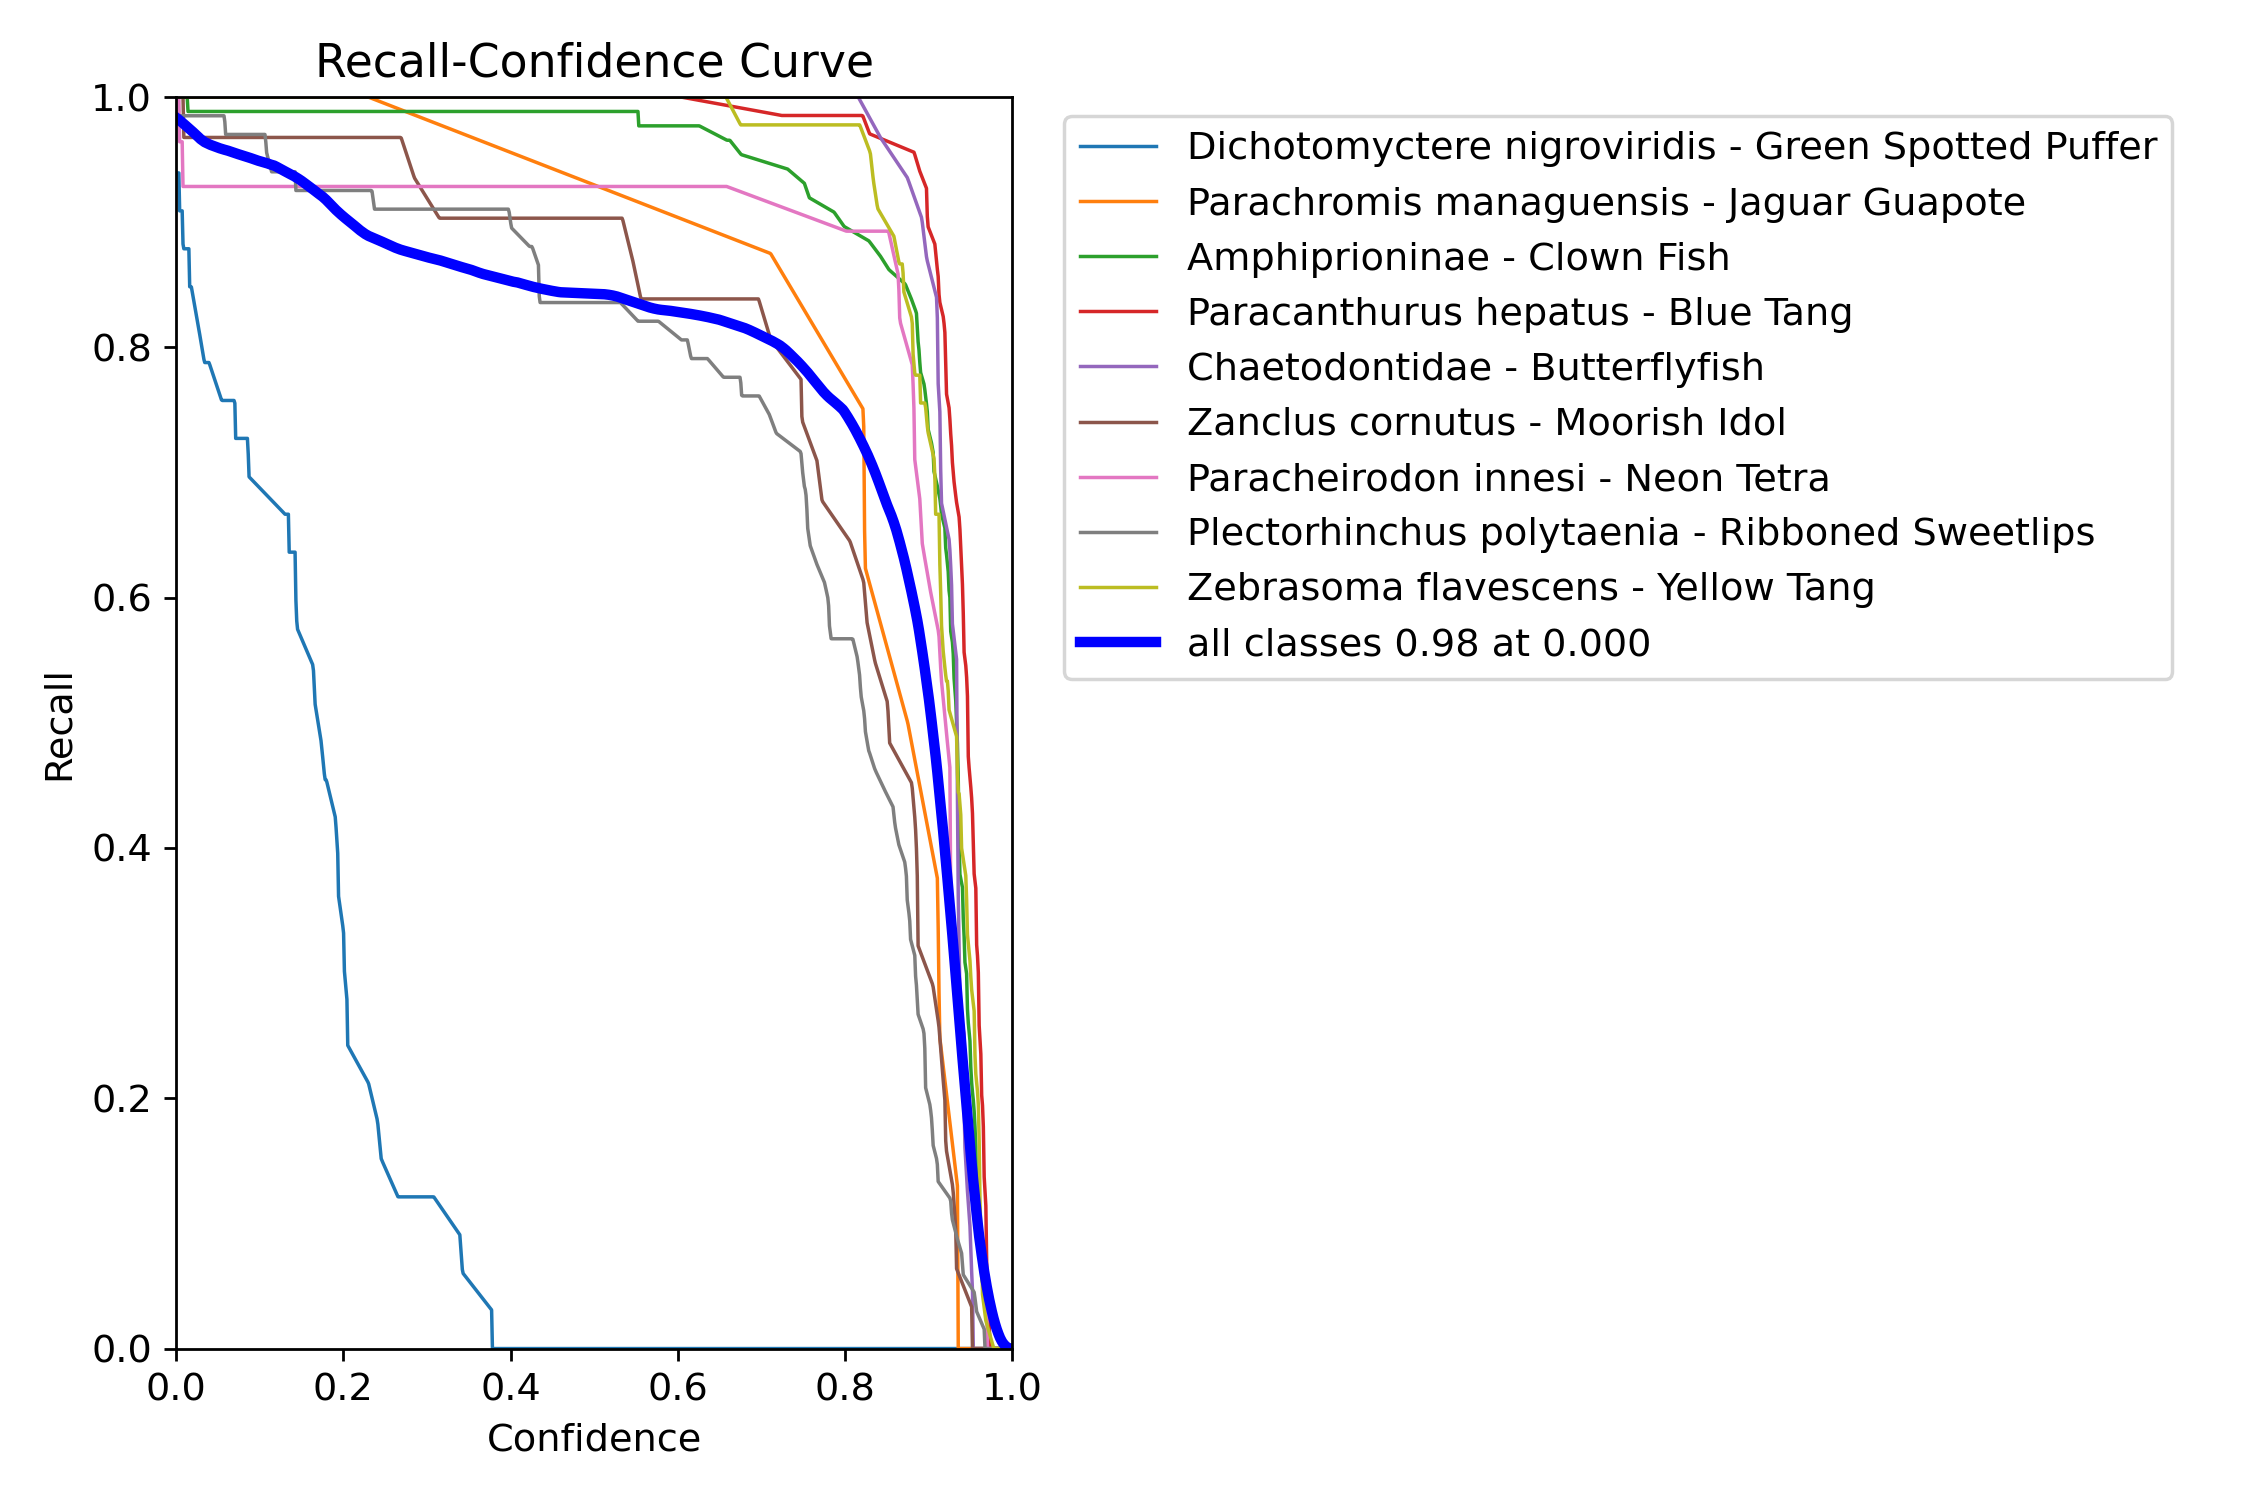 Recall-Confidence Curve
1.0
0.8
0.6
0.4
0.2
0.0
Recall
0.0 0.2 0.4 0.6 0.8 1.0
Confidence
Dichotomyctere nigroviridis - Green Spotted Puffer
Parachromis managuensis - Jaguar Guapote
Amphiprioninae - Clown Fish
Paracanthurus hepatus - Blue Tang
Chaetodontidae - Butterflyfish
Zanclus cornutus - Moorish Idol
Paracheirodon innesi - Neon Tetra
Plectorhinchus polytaenia - Ribboned Sweetlips
Zebrasoma flavescens - Yellow Tang
all classes 0.98 at 0.000